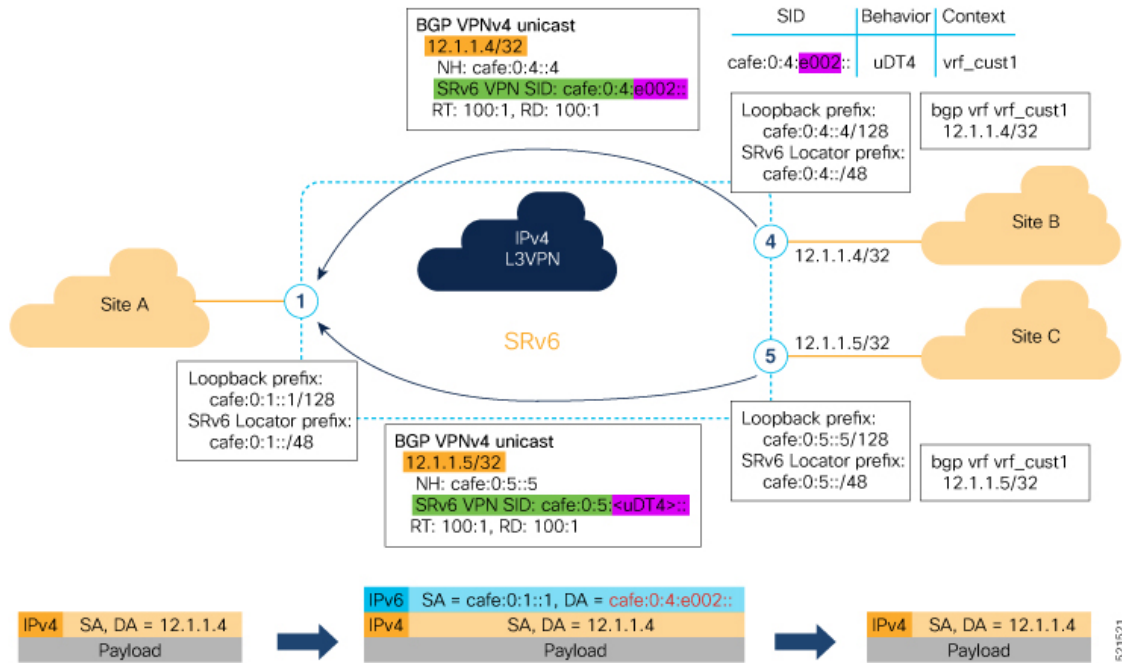 BGP VPNv4 unicast
12.1.1.4/32
NH: cafe:0:4::4
SRv6 VPN SID: cafe:0:4:e002::
RT: 100:1, RD: 100:1
SID Behavior Context
cafe:0:4:e002:: uDT4 vrf_cust1
Loopback prefix:
cafe:0:4::4/128
SRv6 Locator prefix:
cafe:0:4::/48
bgp vrf vrf_cust1
12.1.1.4/32
IPv4
L3VPN
4
12.1.1.4/32
Site B
Site A
1
SRv6
5
12.1.1.5/32
Site C
Loopback prefix:
cafe:0:1::1/128
SRv6 Locator prefix:
cafe:0:1::/48
BGP VPNv4 unicast
12.1.1.5/32
NH: cafe:0:5::5
SRv6 VPN SID: cafe:0:5:<uDT4>::
RT: 100:1, RD: 100:1
Loopback prefix:
cafe:0:5::5/128
SRv6 Locator prefix:
cafe:0:5::/48
bgp vrf vrf_cust1
12.1.1.5/32
IPv4 SA, DA = 12.1.1.4
Payload
IPv6 SA = cafe:0:1::1, DA = cafe:0:4:e002::
IPv4 SA, DA = 12.1.1.4
Payload
IPv4 SA, DA = 12.1.1.4
Payload
521521